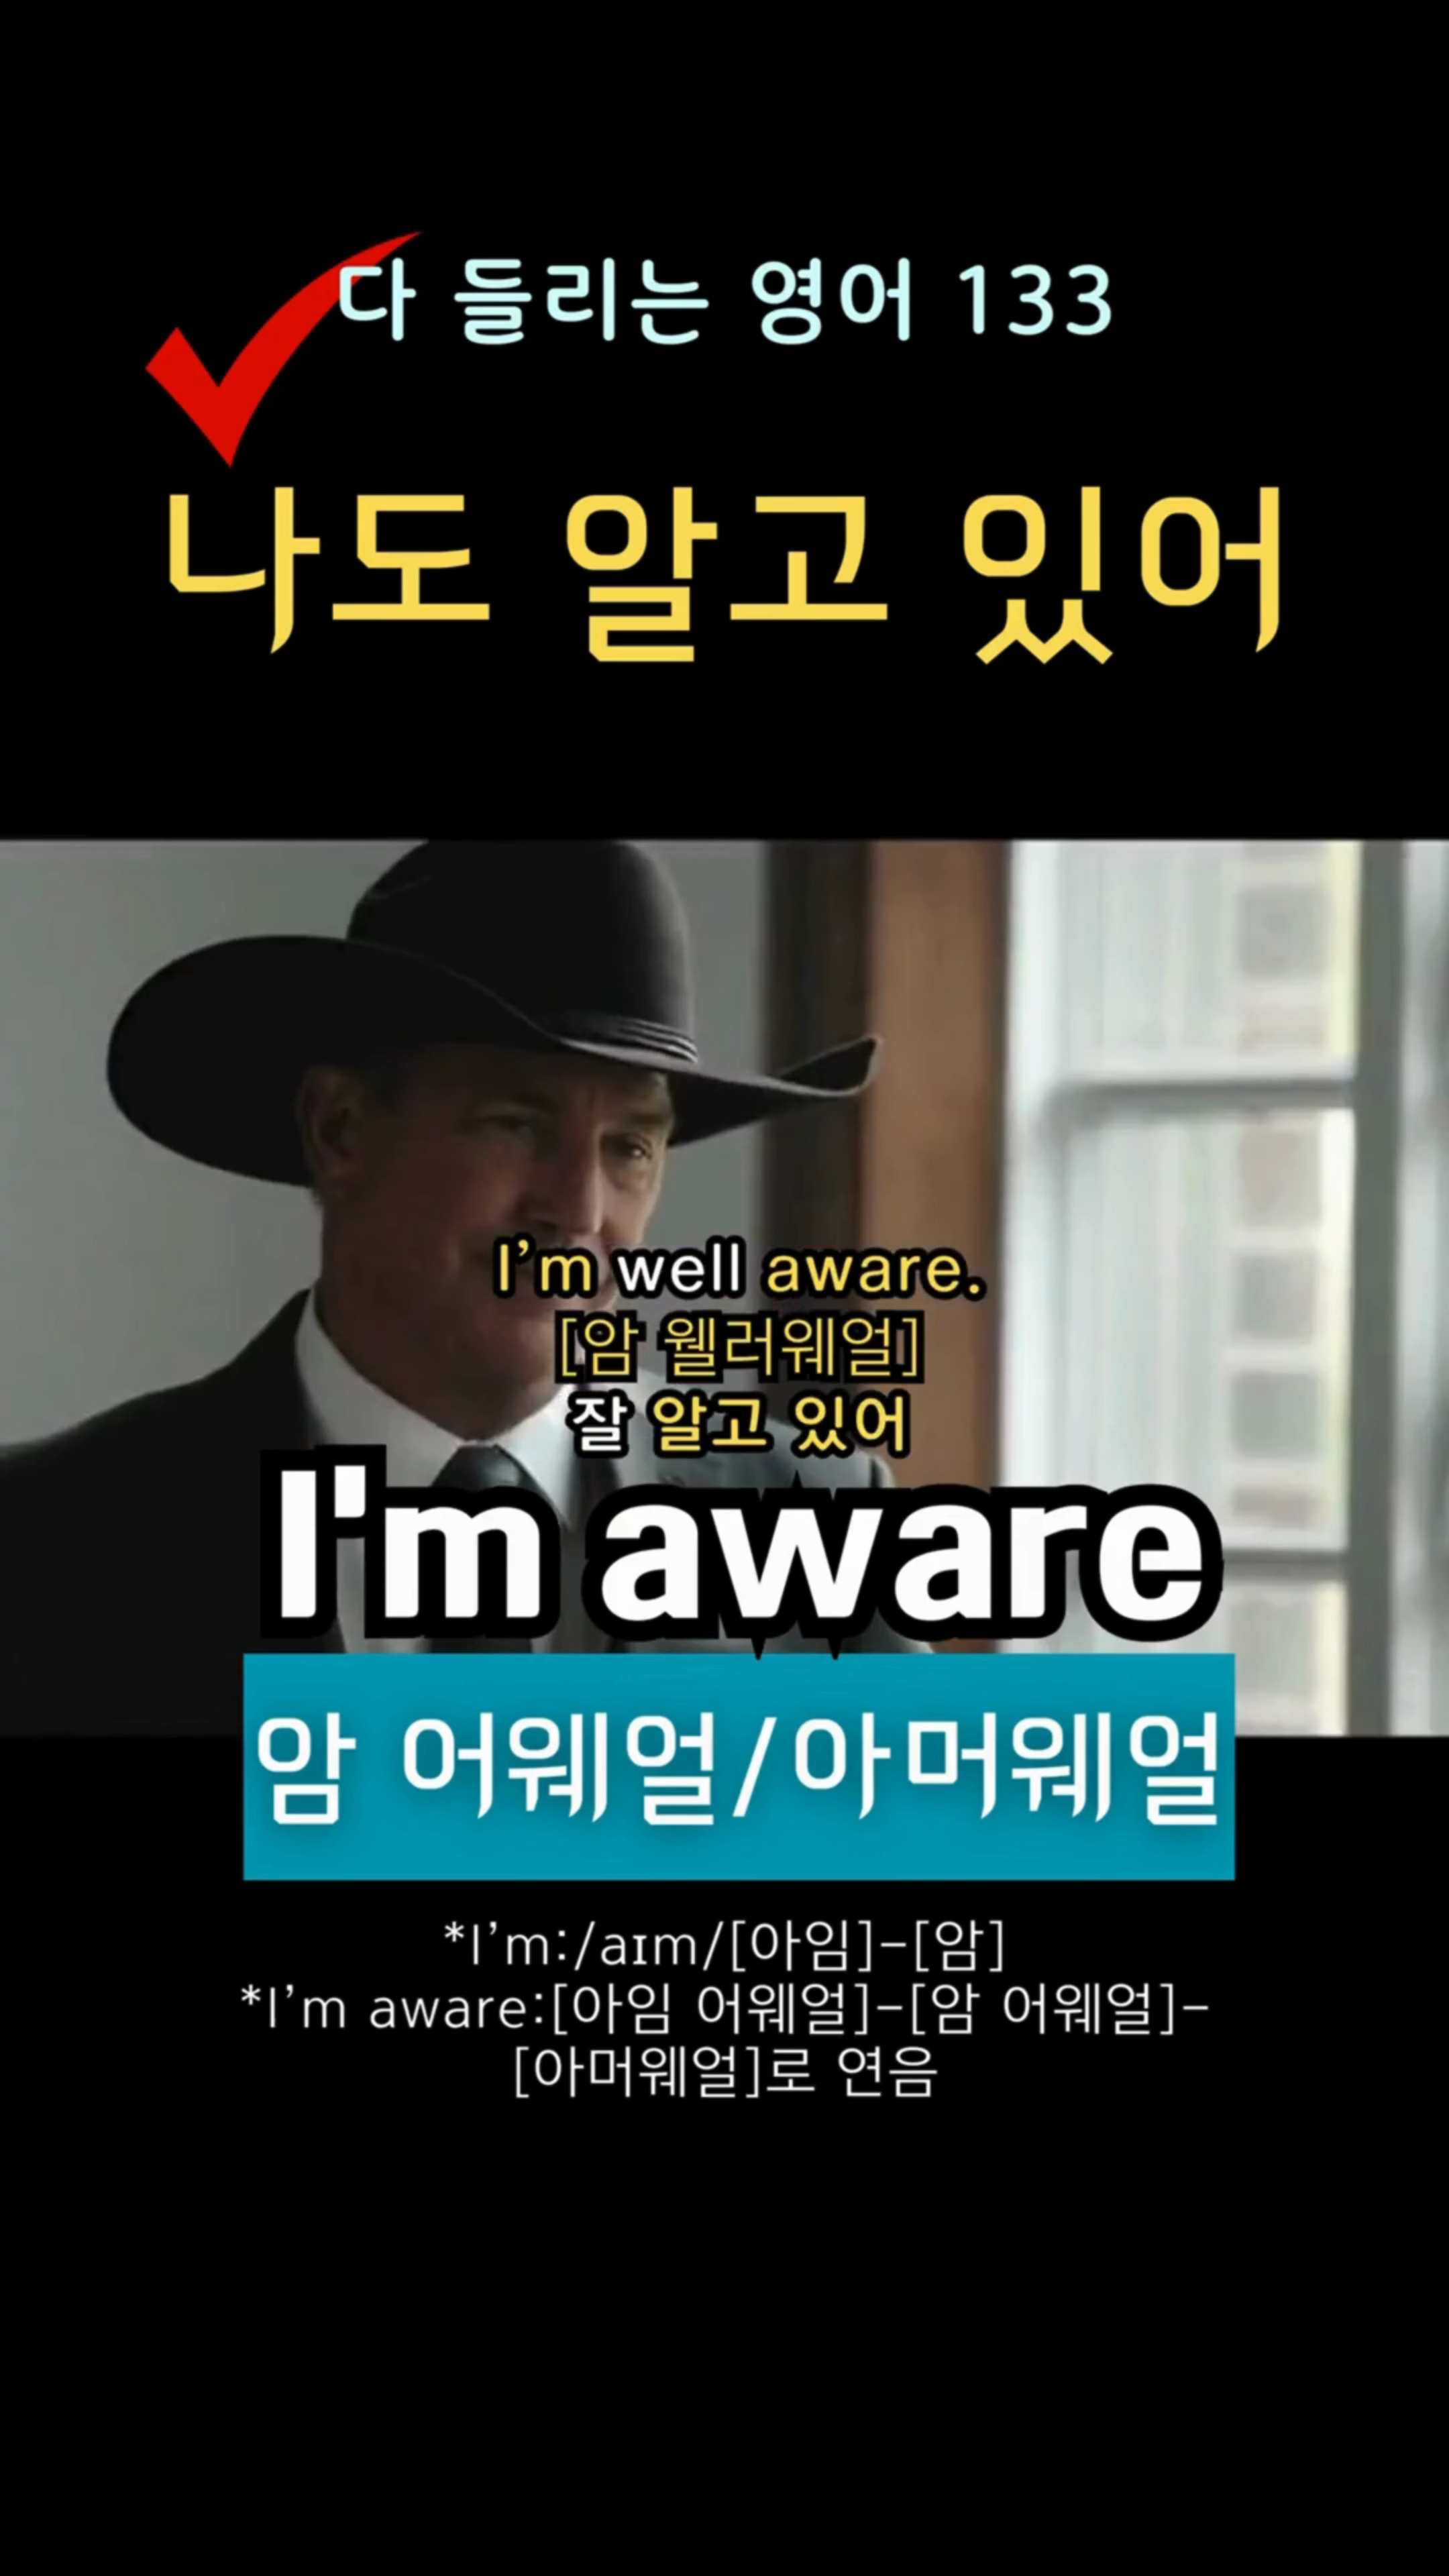 다 들리는 영어 133
나도 알고 있어
I’m well aware.
[암 웰러웨얼]
잘 알고 있어
I'm aware
암 어웨얼/아머웨얼
*I’m:/aɪm/[아임]-[암]
*I’m aware:[아임 어웨얼]-[암 어웨얼]-
[아머웨얼]로 연음